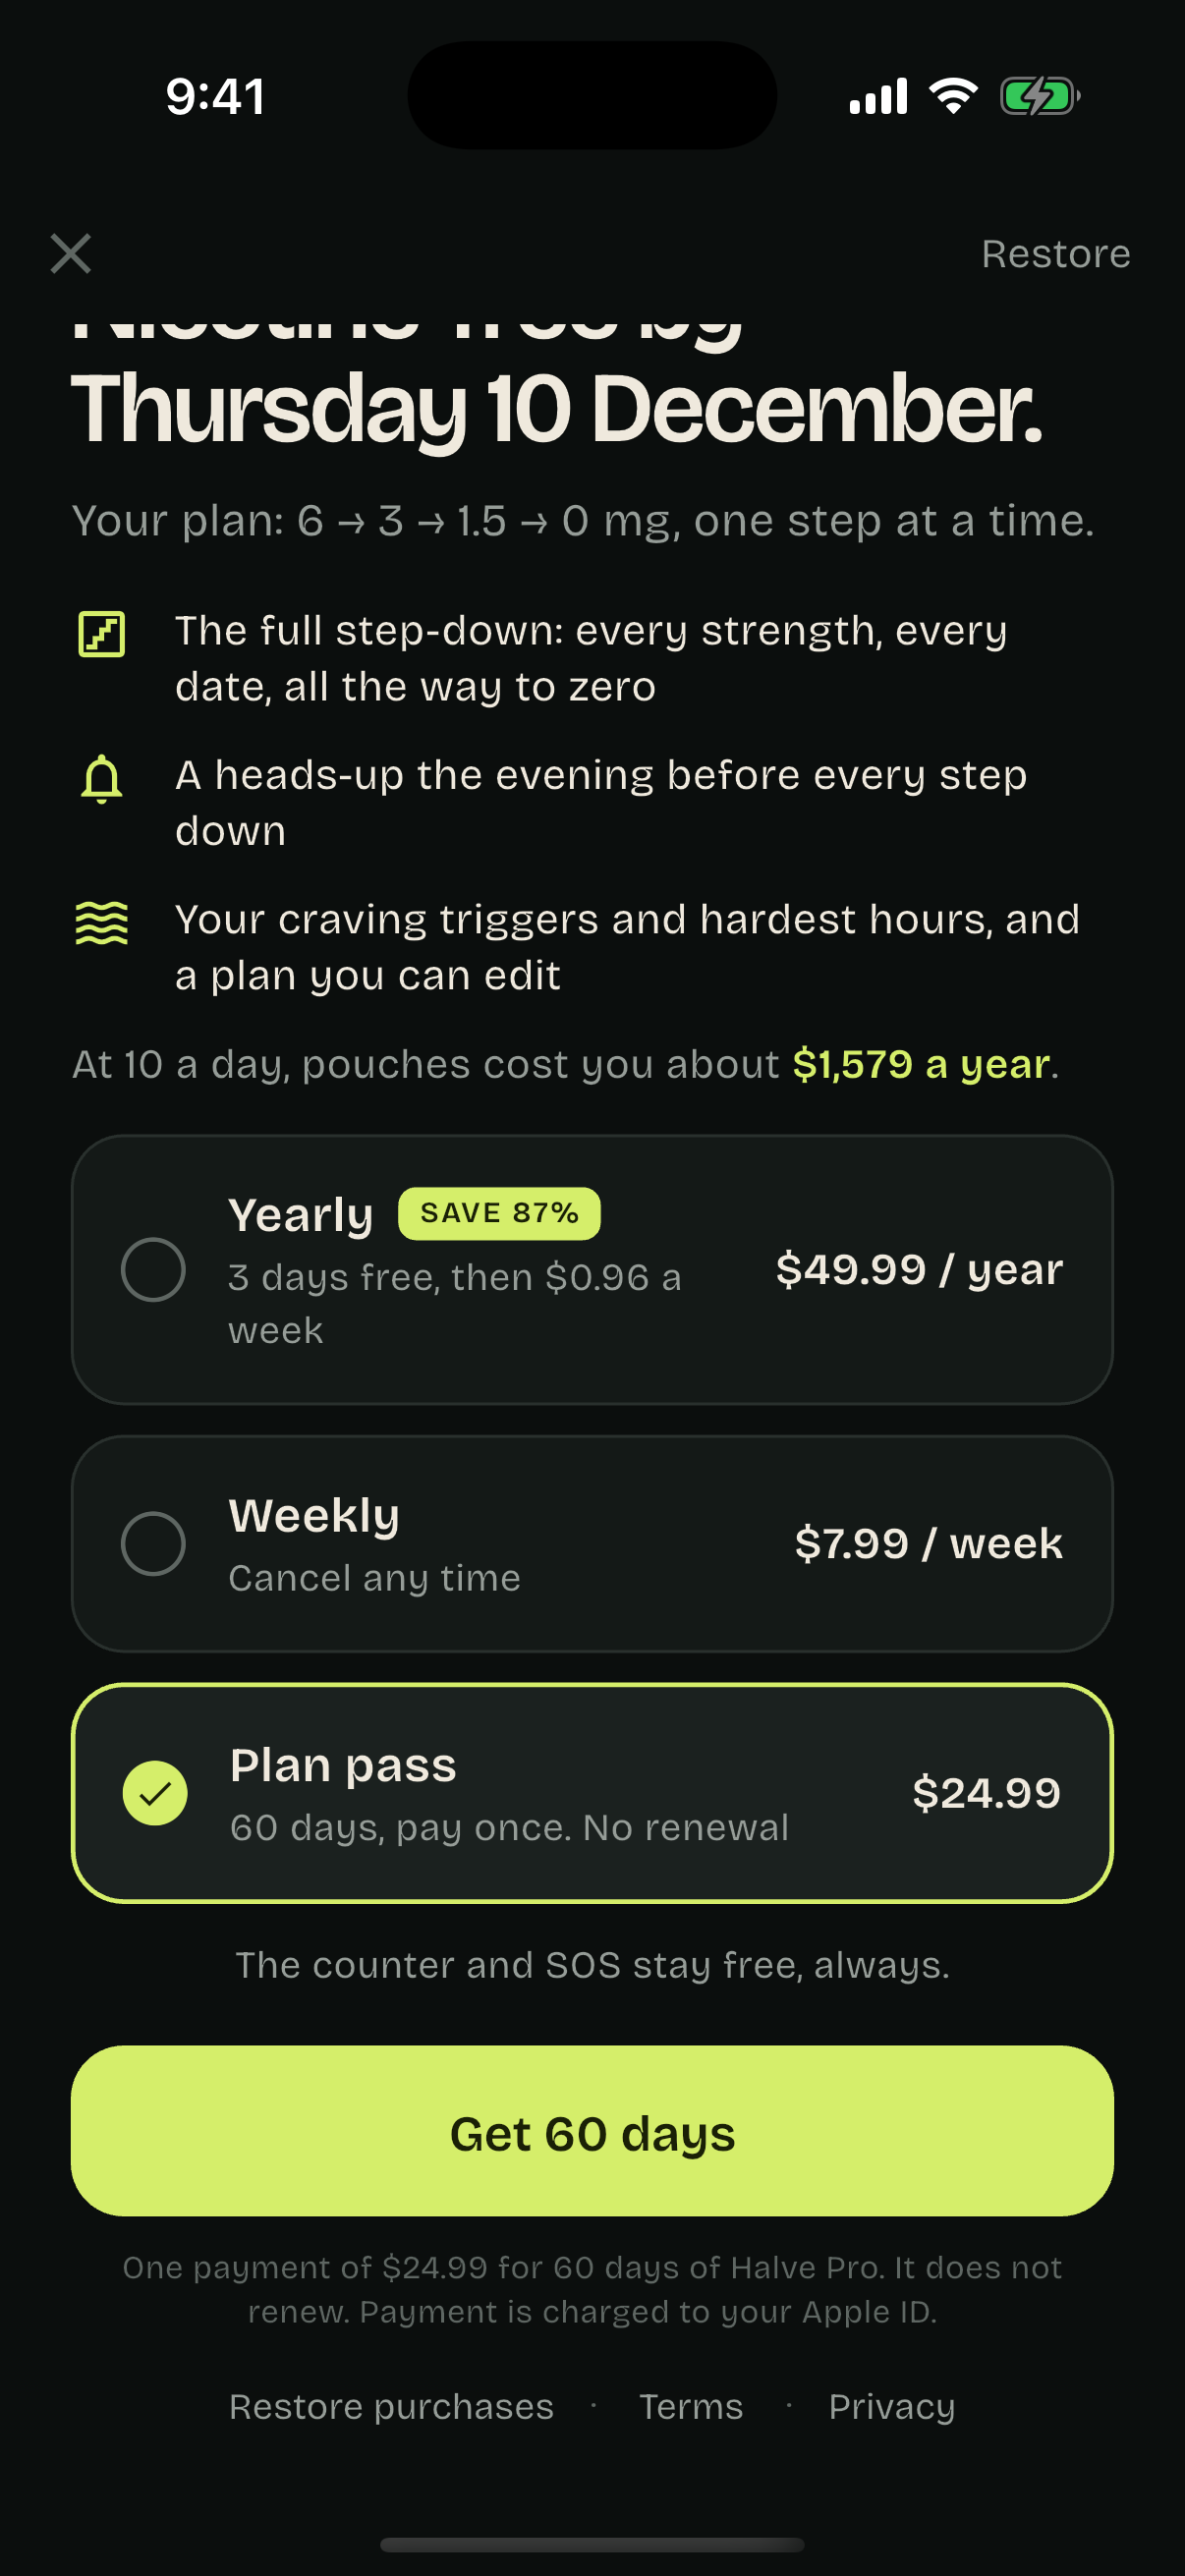 9:41
Restore
Nicotine-free by
Thursday 10 December.
Your plan: 6 → 3 → 1.5 → 0 mg, one step at a time.
The full step-down: every strength, every
date, all the way to zero
A heads-up the evening before every step
down
Your craving triggers and hardest hours, and
a plan you can edit
At 10 a day, pouches cost you about $1,579 a year.
Yearly SAVE 87%
3 days free, then $0.96 a
week
$49.99 / year
Weekly
Cancel any time
$7.99 / week
Plan pass
60 days, pay once. No renewal
$24.99
The counter and SOS stay free, always.
Get 60 days
One payment of $24.99 for 60 days of Halve Pro. It does not
renew. Payment is charged to your Apple ID.
Restore purchases · Terms · Privacy